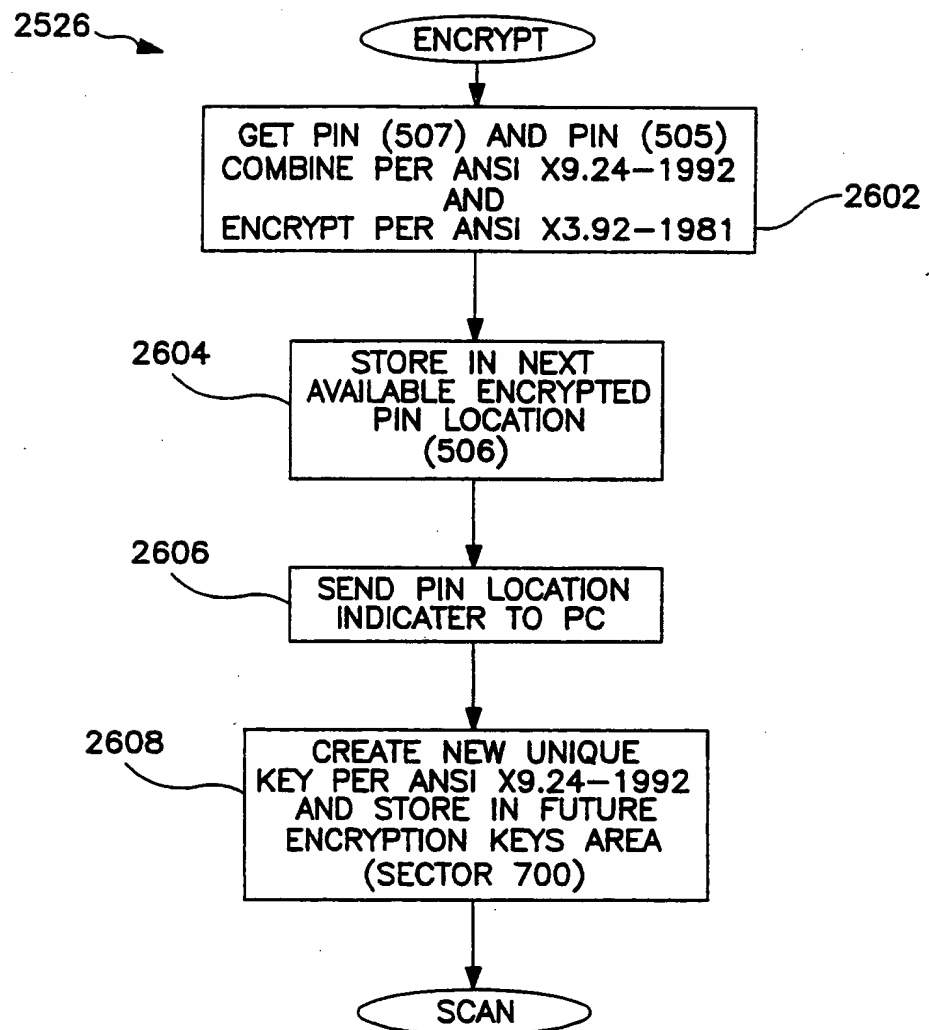 2526
ENCRYPT
GET PIN (507) AND PIN (505)
COMBINE PER ANSI X9.24-1992
AND
ENCRYPT PER ANSI X3.92-1981
2602
2604
STORE IN NEXT
AVAILABLE ENCRYPTED
PIN LOCATION
(506)
2606
SEND PIN LOCATION
INDICATER TO PC
2608
CREATE NEW UNIQUE
KEY PER ANSI X9.24-1992
AND STORE IN FUTURE
ENCRYPTION KEYS AREA
(SECTOR 700)
SCAN